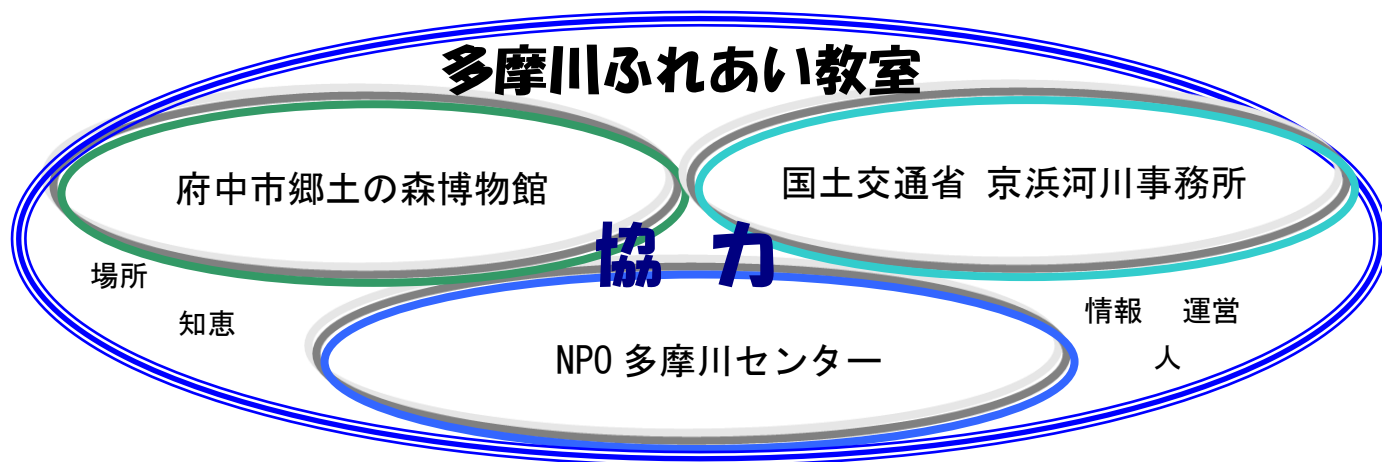 多摩川ふれあい教室
府中市郷土の森博物館
国土交通省 京浜河川事務所
協 力
場所
知恵
情報 運営
人
NPO 多摩川センター